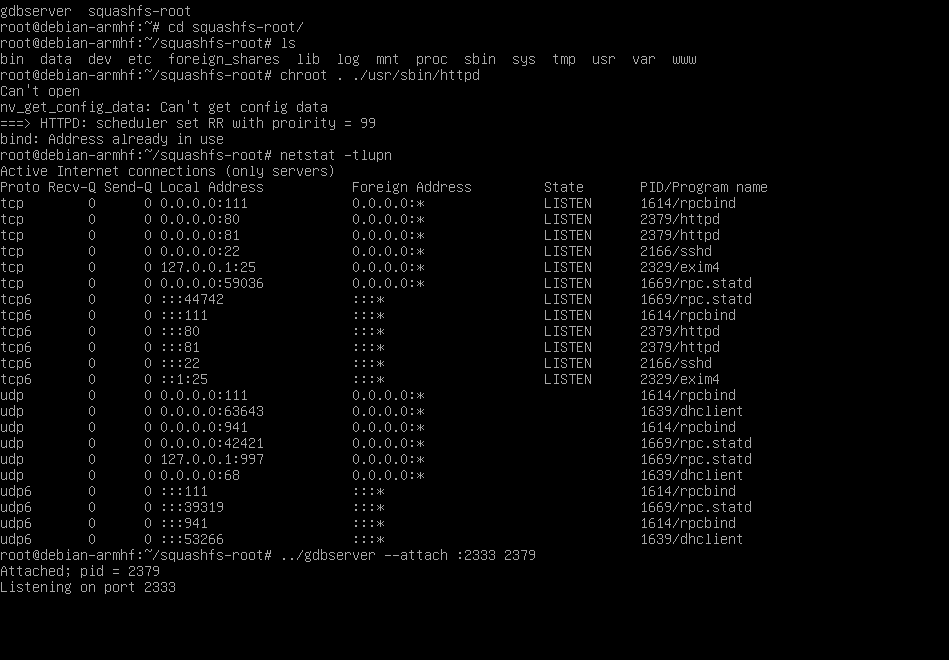 gdbserver  squashfs-root
root@debian-armhf:~# cd squashfs-root/
root@debian-armhf:~/squashfs-root# ls
bin  data  dev  etc  foreign_shares  lib  log  mnt  proc  sbin  sys  tmp  usr  var  www
root@debian-armhf:~/squashfs-root# chroot . ./usr/sbin/httpd
Can't open
nv_get_config_data: Can't get config data
===> HTTPD: scheduler set RR with proirity = 99
bind: Address already in use
root@debian-armhf:~/squashfs-root# netstat -tlupn
Active Internet connections (only servers)
Proto Recv-Q Send-Q Local Address           Foreign Address         State       PID/Program name
tcp        0      0 0.0.0.0:111             0.0.0.0:*               LISTEN      1614/rpcbind
tcp        0      0 0.0.0.0:80              0.0.0.0:*               LISTEN      2379/httpd
tcp        0      0 0.0.0.0:81              0.0.0.0:*               LISTEN      2379/httpd
tcp        0      0 0.0.0.0:22              0.0.0.0:*               LISTEN      2166/sshd
tcp        0      0 127.0.0.1:25            0.0.0.0:*               LISTEN      2329/exim4
tcp        0      0 0.0.0.0:59036           0.0.0.0:*               LISTEN      1669/rpc.statd
tcp6       0      0 :::44742                :::*                    LISTEN      1669/rpc.statd
tcp6       0      0 :::111                  :::*                    LISTEN      1614/rpcbind
tcp6       0      0 :::80                   :::*                    LISTEN      2379/httpd
tcp6       0      0 :::81                   :::*                    LISTEN      2379/httpd
tcp6       0      0 :::22                   :::*                    LISTEN      2166/sshd
tcp6       0      0 ::1:25                  :::*                    LISTEN      2329/exim4
udp        0      0 0.0.0.0:111             0.0.0.0:*                           1614/rpcbind
udp        0      0 0.0.0.0:63643           0.0.0.0:*                           1639/dhclient
udp        0      0 0.0.0.0:941             0.0.0.0:*                           1614/rpcbind
udp        0      0 0.0.0.0:42421           0.0.0.0:*                           1669/rpc.statd
udp        0      0 127.0.0.1:997           0.0.0.0:*                           1669/rpc.statd
udp        0      0 0.0.0.0:68              0.0.0.0:*                           1639/dhclient
udp6       0      0 :::111                  :::*                                1614/rpcbind
udp6       0      0 :::39319                :::*                                1669/rpc.statd
udp6       0      0 :::941                  :::*                                1614/rpcbind
udp6       0      0 :::53266                :::*                                1639/dhclient
root@debian-armhf:~/squashfs-root# ../gdbserver --attach :2333 2379
Attached; pid = 2379
Listening on port 2333